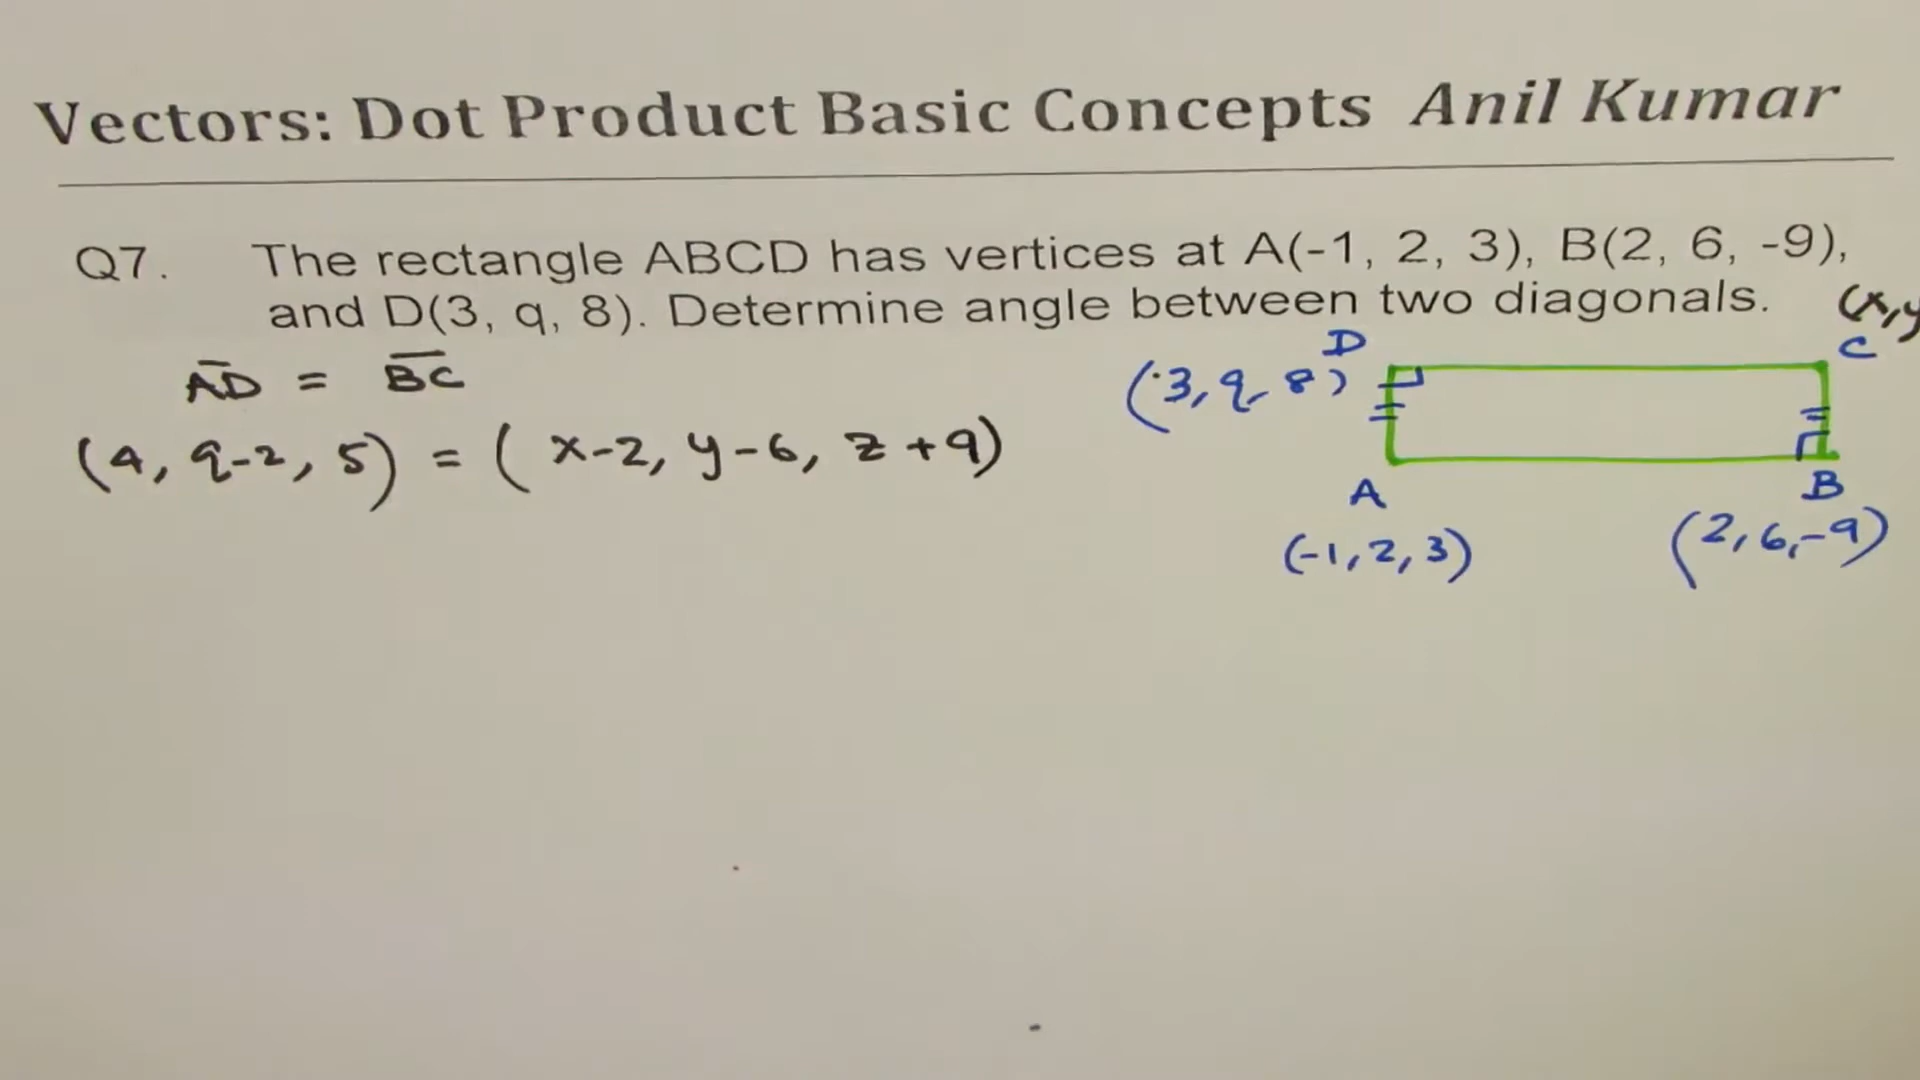 Vectors: Dot Product Basic Concepts Anil Kumar
Q7. The rectangle ABCD has vertices at A(-1, 2, 3), B(2, 6, -9),
and D(3, q, 8). Determine angle between two diagonals.
(x,y
AD = BC
D
C
(3, q, 8)
(4, q-2, 5) = (x-2, y-6, z+9)
A
B
(-1, 2, 3)
(2, 6, -9)